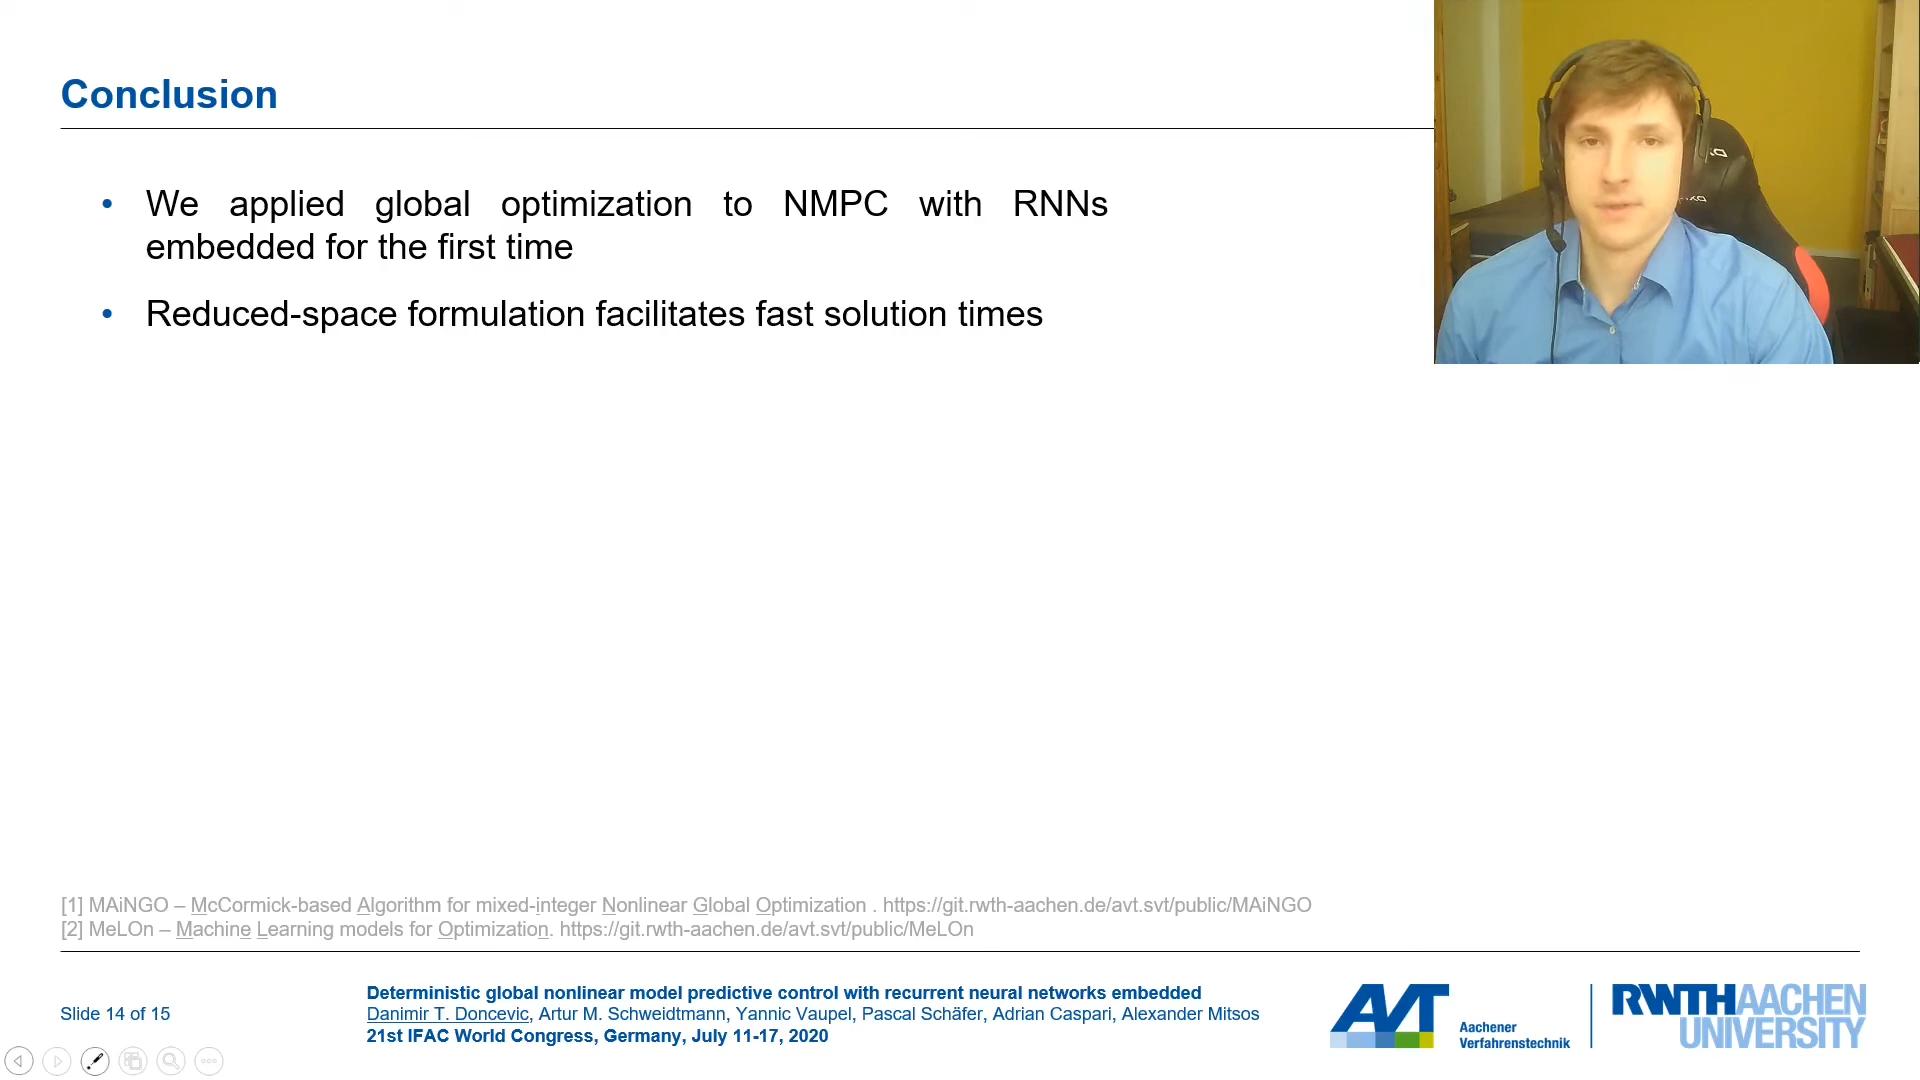 Conclusion
• We applied global optimization to NMPC with RNNs
embedded for the first time
• Reduced-space formulation facilitates fast solution times
[1] MAiNGO – McCormick-based Algorithm for mixed-integer Nonlinear Global Optimization . https://git.rwth-aachen.de/avt.svt/public/MAiNGO
[2] MeLOn – Machine Learning models for Optimization. https://git.rwth-aachen.de/avt.svt/public/MeLOn
Slide 14 of 15
Deterministic global nonlinear model predictive control with recurrent neural networks embedded
Danimir T. Doncevic, Artur M. Schweidtmann, Yannic Vaupel, Pascal Schäfer, Adrian Caspari, Alexander Mitsos
21st IFAC World Congress, Germany, July 11-17, 2020
AVT
Aachener
Verfahrenstechnik
RWTHAACHEN
UNIVERSITY